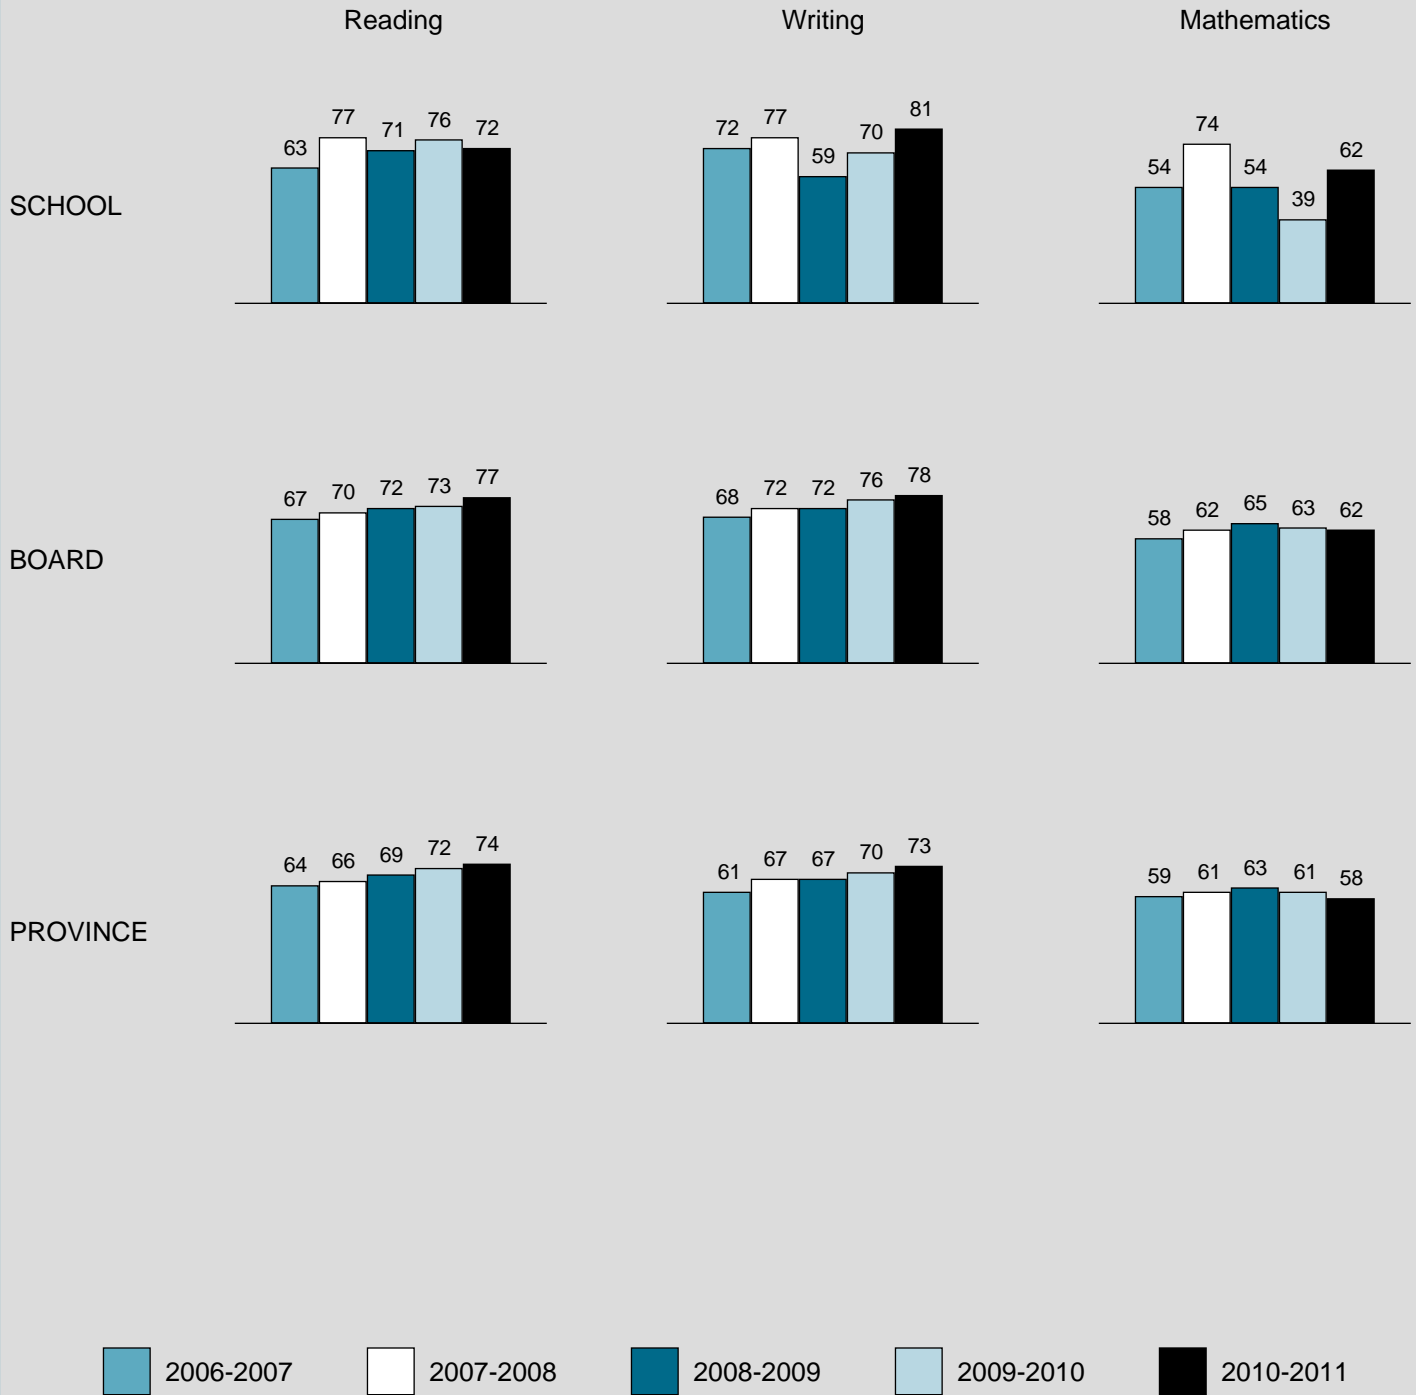 Reading Writing Mathematics
SCHOOL
63 77 71 76 72
72 77 59 70 81
54 74 54 39 62
BOARD
67 70 72 73 77
68 72 72 76 78
58 62 65 63 62
PROVINCE
64 66 69 72 74
61 67 67 70 73
59 61 63 61 58
2006-2007 2007-2008 2008-2009 2009-2010 2010-2011